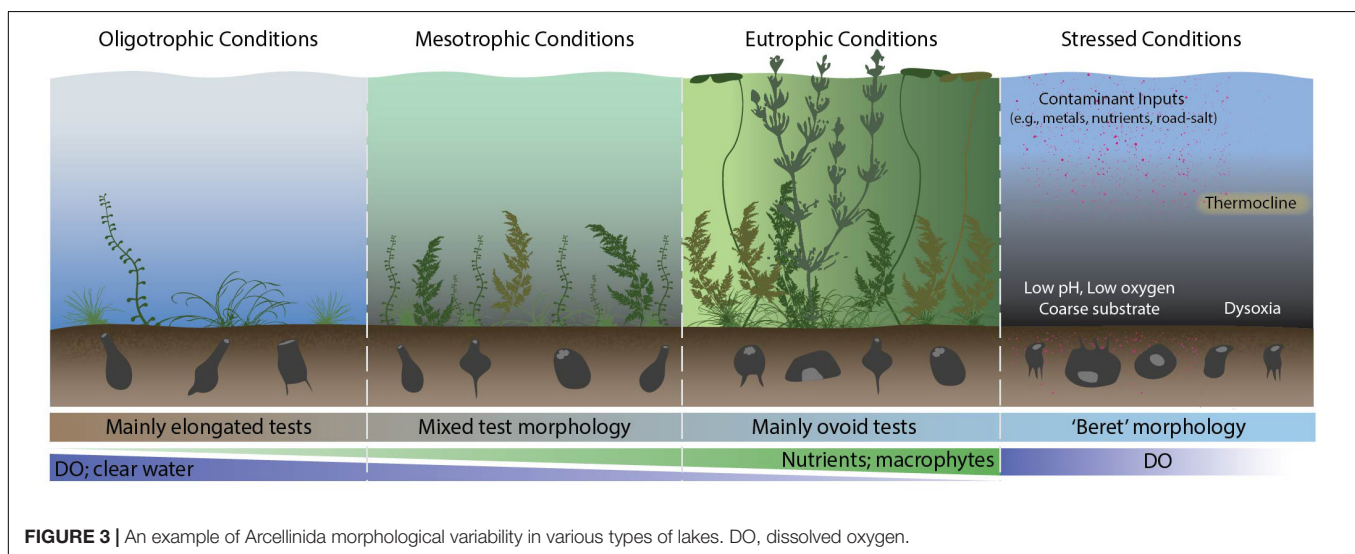 Oligotrophic Conditions
Mesotrophic Conditions
Eutrophic Conditions
Stressed Conditions
Contaminant Inputs
(e.g., metals, nutrients, road-salt)
Thermocline
Low pH, Low oxygen
Coarse substrate
Dysoxia
Mainly elongated tests
Mixed test morphology
Mainly ovoid tests
'Beret' morphology
DO; clear water
Nutrients; macrophytes
DO
FIGURE 3 | An example of Arcellinida morphological variability in various types of lakes. DO, dissolved oxygen.